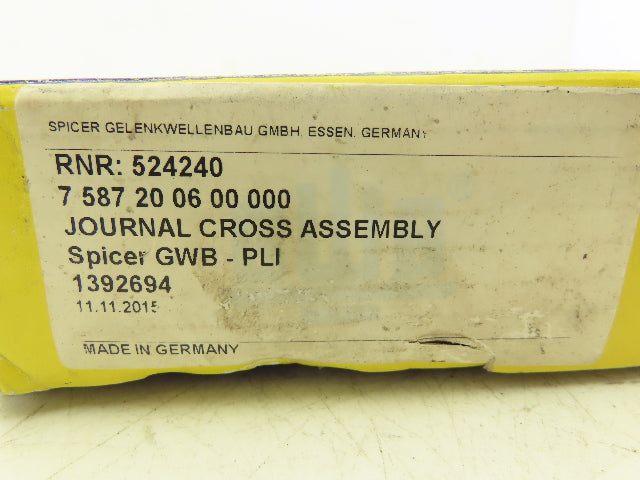 SPICER GELENKWELLENBAU GMBH, ESSEN, GERMANY
RNR: 524240
7 587 20 06 00 000
JOURNAL CROSS ASSEMBLY
Spicer GWB - PLI
1392694
11.11.2015
MADE IN GERMANY